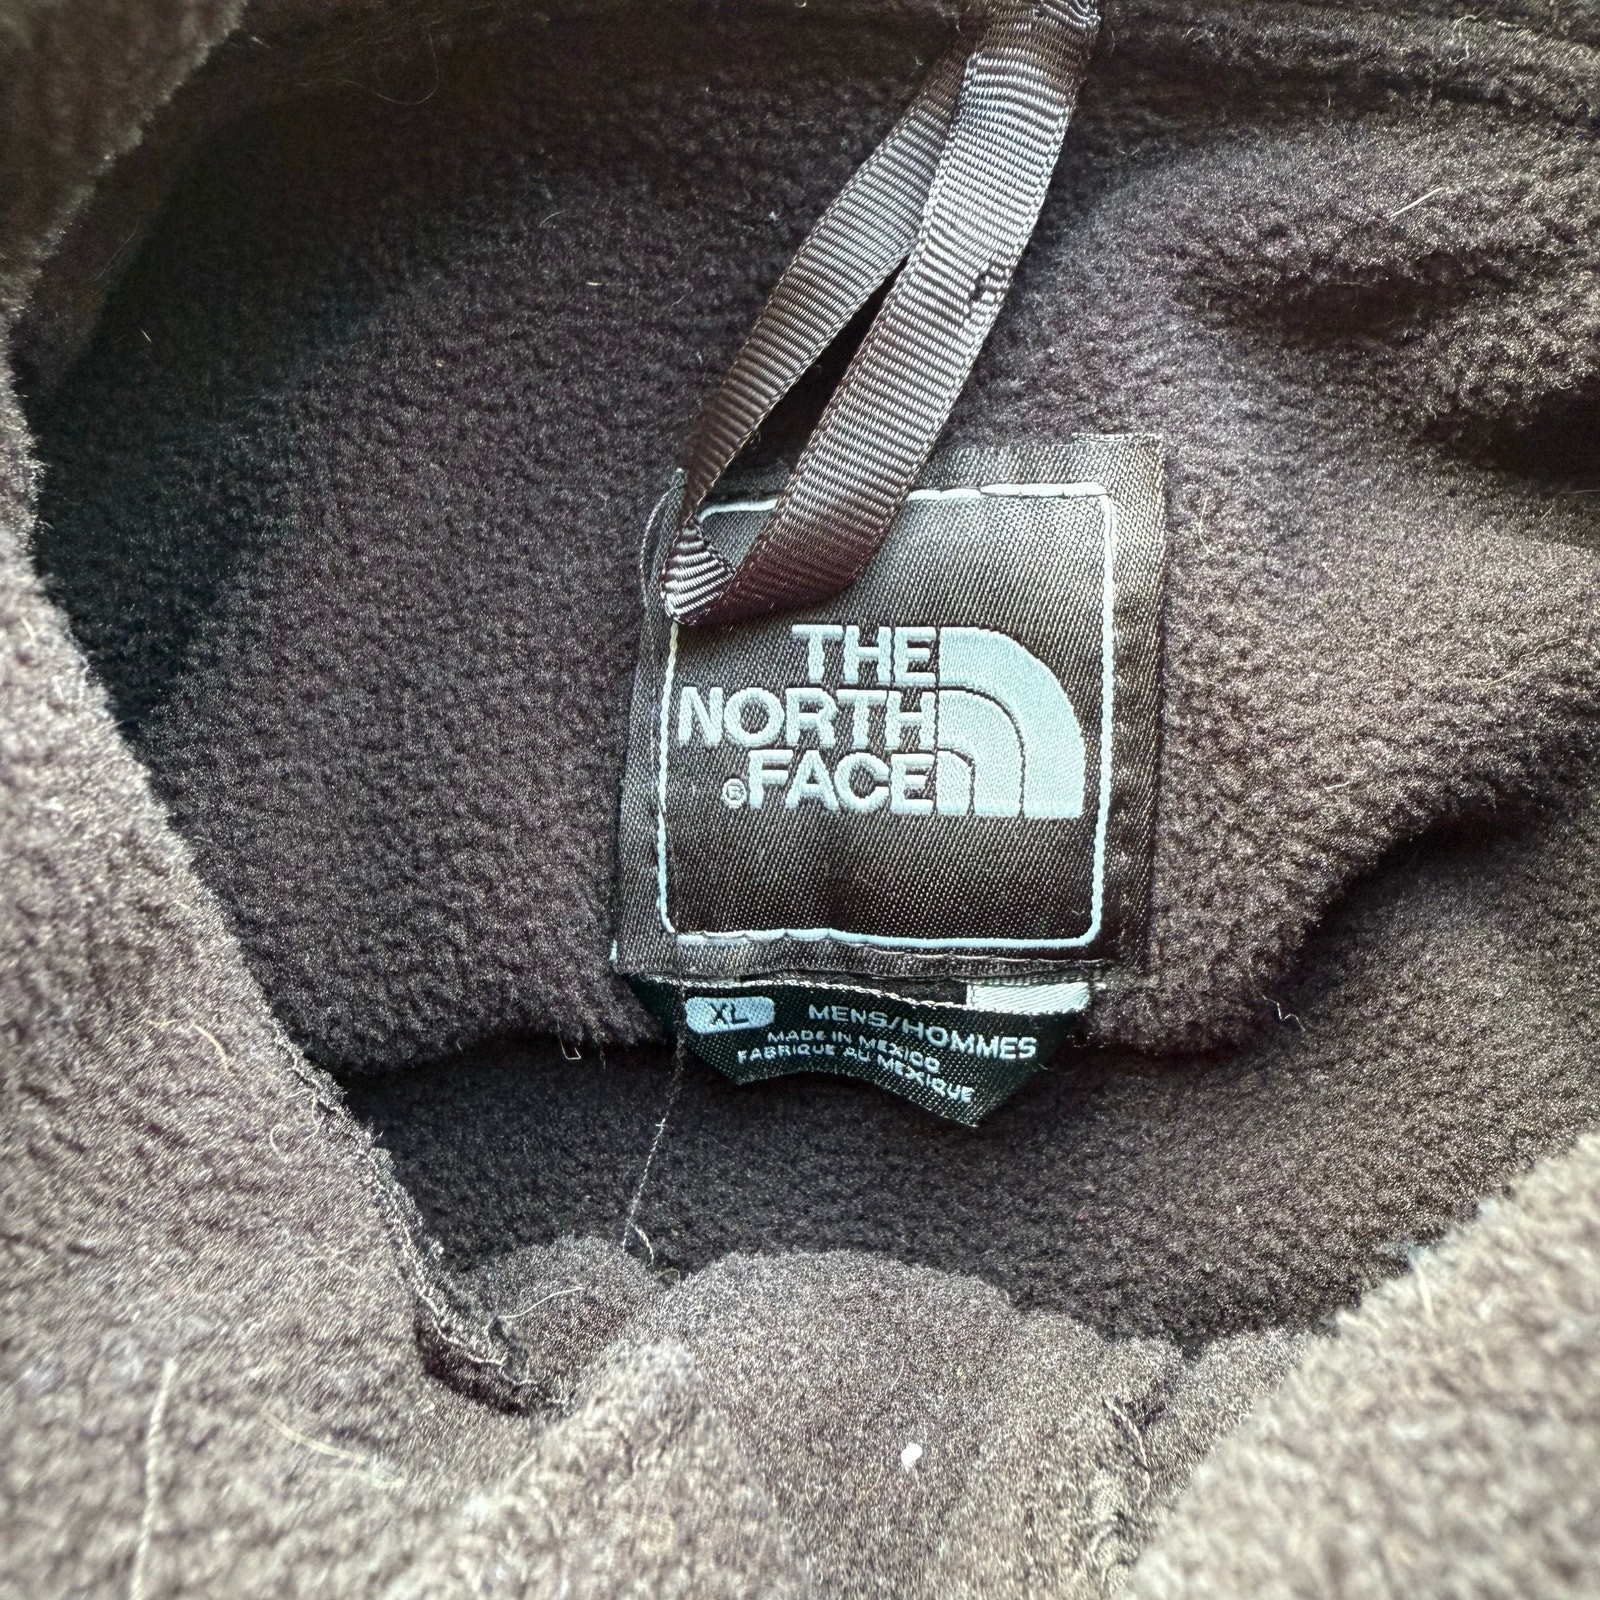 THE
NORTH
®FACE
XL MENS/HOMMES
MADE IN MEXICO
FABRIQUE AU MEXIQUE